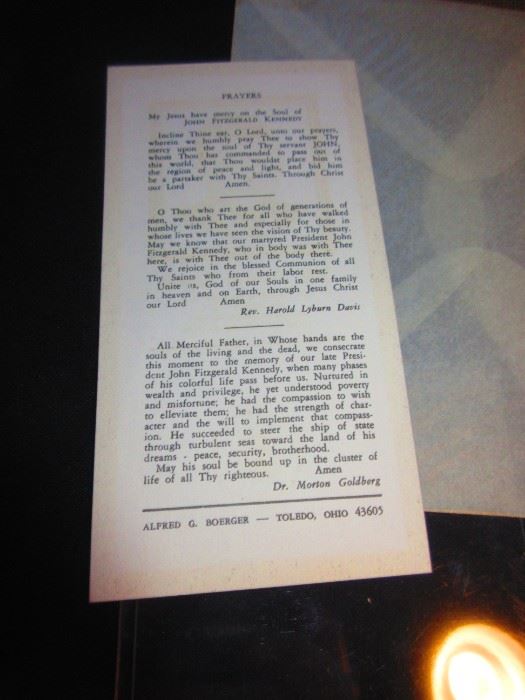 PRAYERS
My Jesus have mercy on the Soul of
JOHN FITZGERALD KENNEDY
Incline Thine ear, O Lord, unto our prayers,
wherein we humbly pray Thee to show Thy
mercy upon the soul of Thy servant JOHN,
whom Thou has commanded to pass out of
this world, that Thou wouldst place him in
the region of peace and light, and bid him
be a partaker with Thy Saints. Through Christ
our Lord Amen.
O Thou who art the God of generations of
men, we thank Thee for all who have walked
humbly with Thee and especially for those in
whose lives we have seen the vision of Thy beauty.
May we know that our martyred President John
Fitzgerald Kennedy, who in body was with Thee
here, is with Thee out of the body there.
We rejoice in the blessed Communion of all
Thy Saints who from their labor rest.
Unite us, God of our Souls in one family
in heaven and on Earth, through Jesus Christ
our Lord Amen
Rev. Harold Lyburn Davis
All Merciful Father, in Whose hands are the
souls of the living and the dead, we consecrate
this moment to the memory of our late Presi-
dent John Fitzgerald Kennedy, when many phases
of his colorful life pass before us. Nurtured in
wealth and privilege, he yet understood poverty
and misfortune; he had the compassion to wish
to elleviate them; he had the strength of char-
acter and the will to implement that compass-
ion. He succeeded to steer the ship of state
through turbulent seas toward the land of his
dreams - peace, security, brotherhood.
May his soul be bound up in the cluster of
life of all Thy righteous. Amen
Dr. Morton Goldberg
ALFRED G. BOERGER — TOLEDO, OHIO 43605